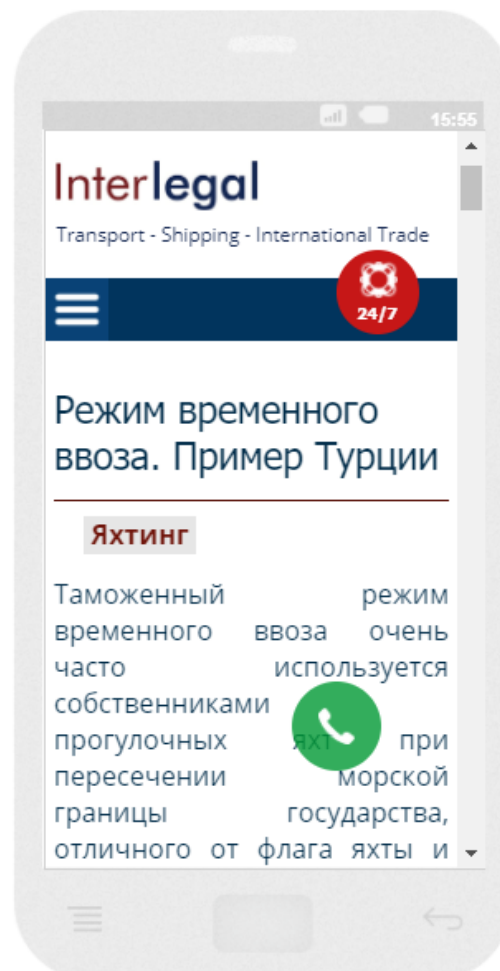 15:55
Interlegal
Transport - Shipping - International Trade
24/7
Режим временного
ввоза. Пример Турции
Яхтинг
Таможенный режим
временного ввоза очень
часто используется
собственниками
прогулочных яхт при
пересечении морской
границы государства,
отличного от флага яхты и